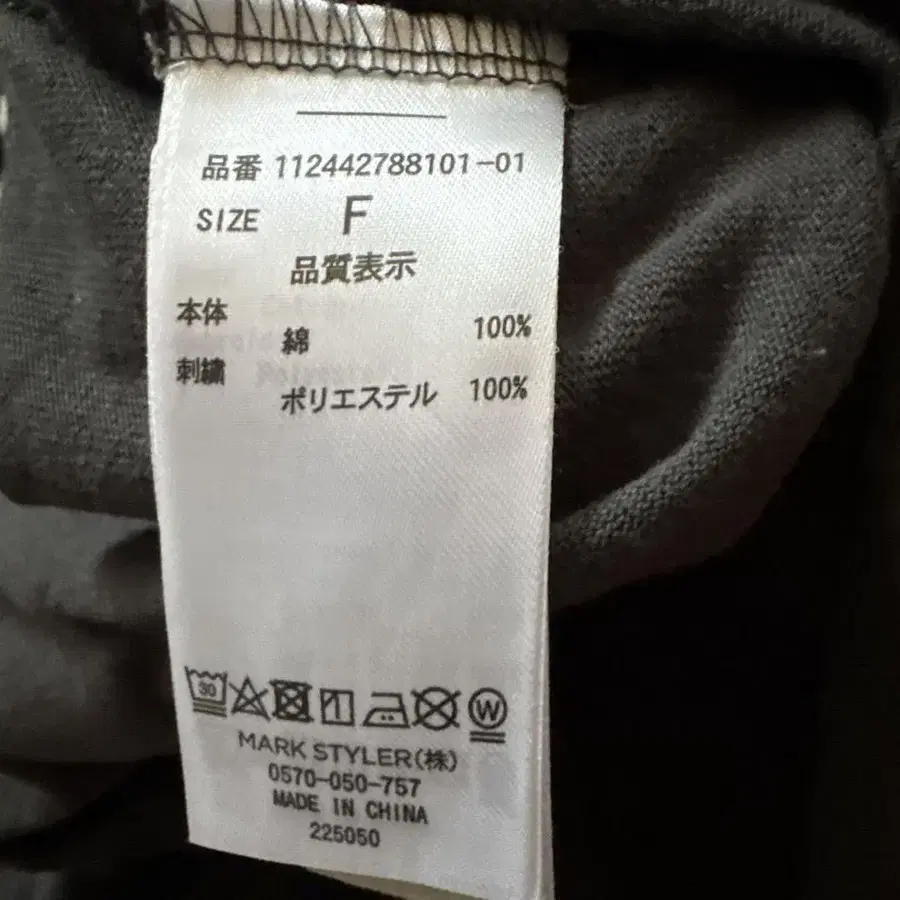 品番 112442788101-01
SIZE F
品質表示
本体
綿 100%
刺繍
ポリエステル 100%
30
W
MARK STYLER(株)
0570-050-757
MADE IN CHINA
225050